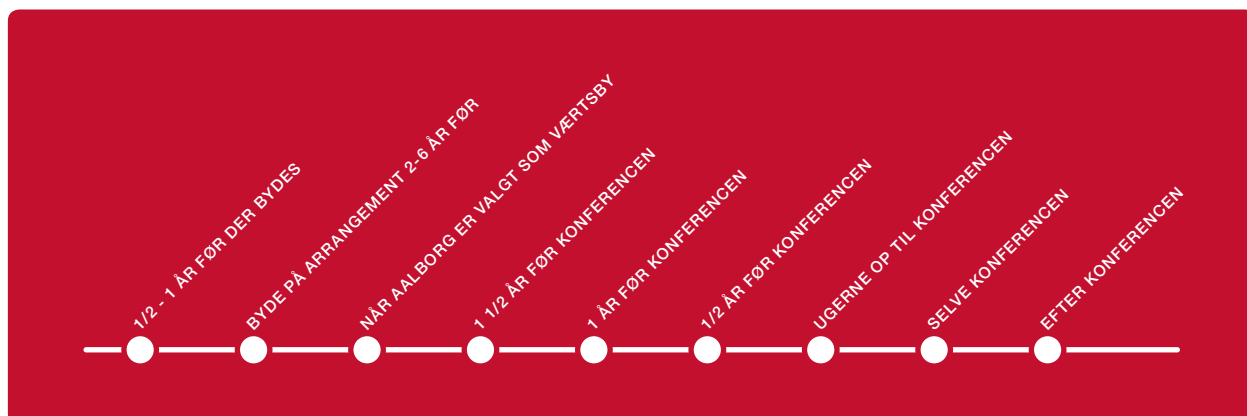 1/2 - 1 ÅR FØR DER BYDES
BYDE PÅ ARRANGEMENT 2-6 ÅR FØR
NÅR AALBORG ER VALGT SOM VÆRTSBY
1 1/2 ÅR FØR KONFERENCEN
1 ÅR FØR KONFERENCEN
1/2 ÅR FØR KONFERENCEN
UGERNE OP TIL KONFERENCEN
SELVE KONFERENCEN
EFTER KONFERENCEN